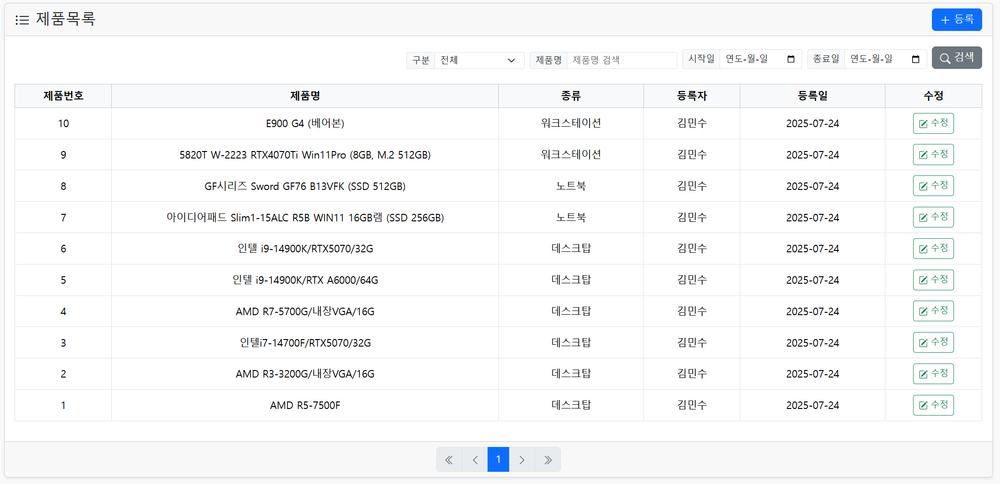 제품목록
등록
구분 전체 제품명 제품명 검색 시작일 연도-월-일 종료일 연도-월-일 검색
제품번호 제품명 종류 등록자 등록일 수정
10 E900 G4 (베어본) 워크스테이션 김민수 2025-07-24 수정
9 5820T W-2223 RTX4070Ti Win11Pro (8GB, M.2 512GB) 워크스테이션 김민수 2025-07-24 수정
8 GF시리즈 Sword GF76 B13VFK (SSD 512GB) 노트북 김민수 2025-07-24 수정
7 아이디어패드 Slim1-15ALC R5B WIN11 16GB램 (SSD 256GB) 노트북 김민수 2025-07-24 수정
6 인텔 i9-14900K/RTX5070/32G 데스크탑 김민수 2025-07-24 수정
5 인텔 i9-14900K/RTX A6000/64G 데스크탑 김민수 2025-07-24 수정
4 AMD R7-5700G/내장VGA/16G 데스크탑 김민수 2025-07-24 수정
3 인텔i7-14700F/RTX5070/32G 데스크탑 김민수 2025-07-24 수정
2 AMD R3-3200G/내장VGA/16G 데스크탑 김민수 2025-07-24 수정
1 AMD R5-7500F 데스크탑 김민수 2025-07-24 수정
1